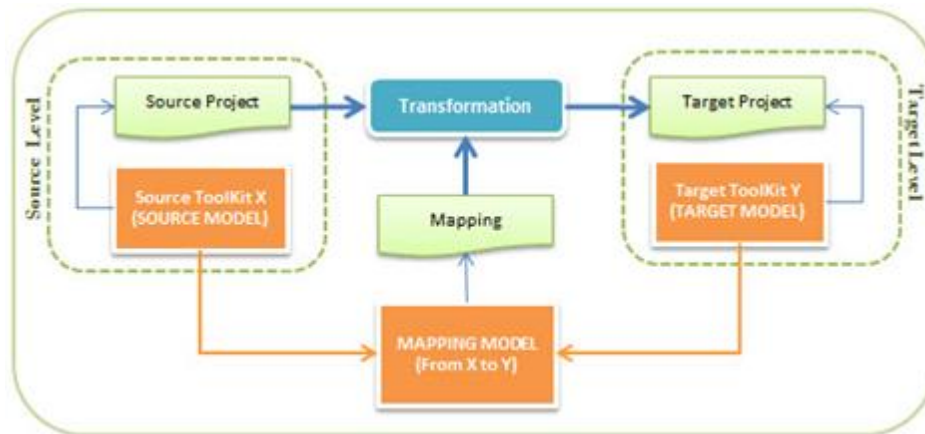 Source Level
Source Project
Transformation
Target Project
Target Level
Source ToolKit X
(SOURCE MODEL)
Mapping
Target ToolKit Y
(TARGET MODEL)
MAPPING MODEL
(From X to Y)